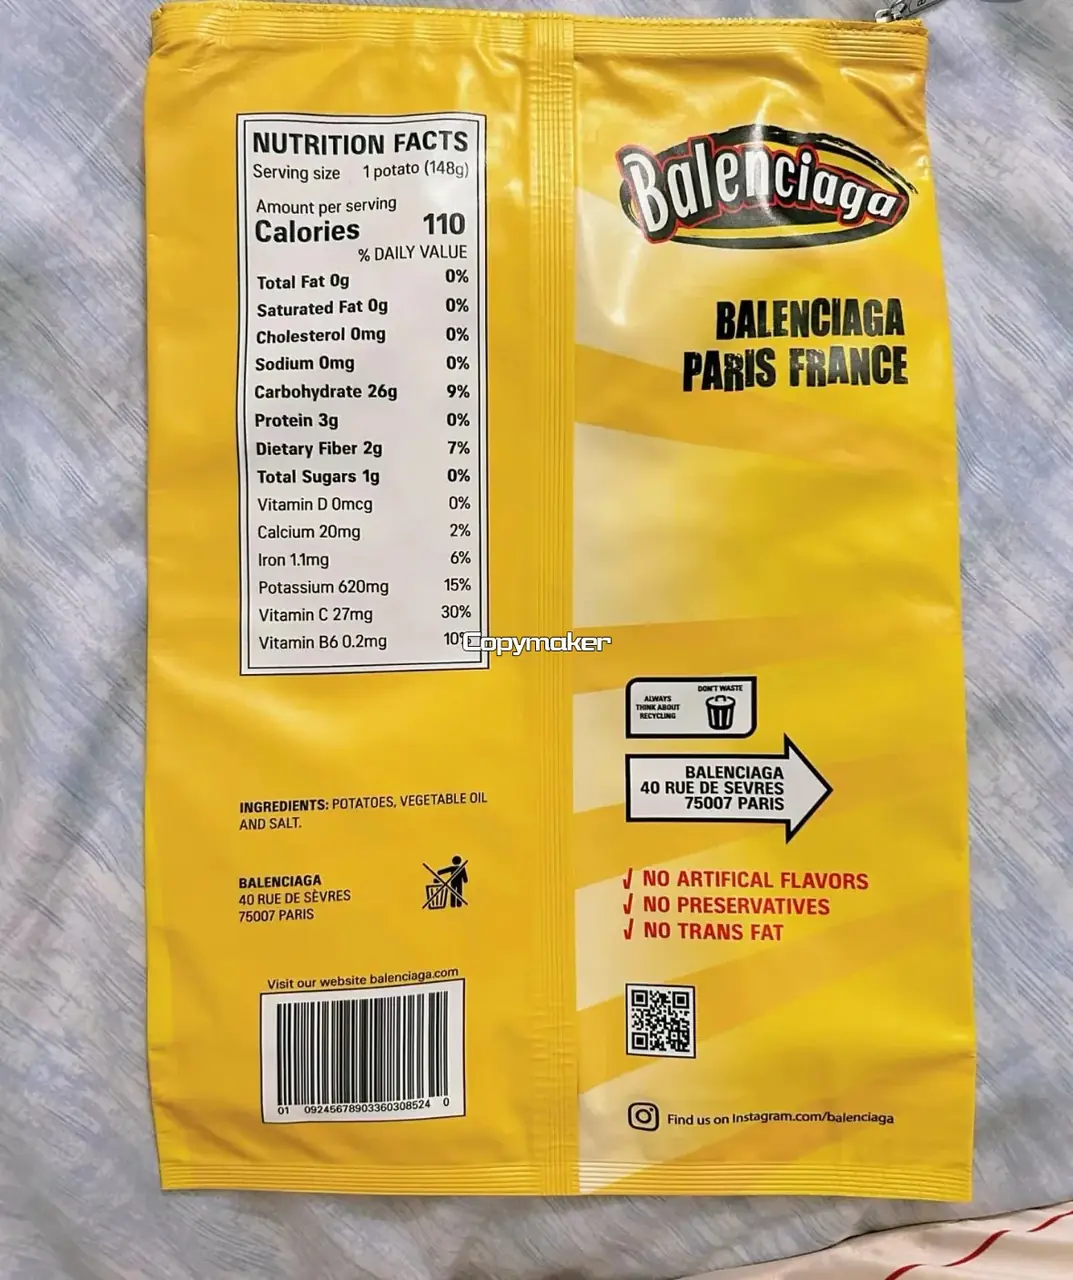 NUTRITION FACTS
Serving size 1 potato (148g)
Amount per serving
Calories 110
% DAILY VALUE
Total Fat 0g 0%
Saturated Fat 0g 0%
Cholesterol 0mg 0%
Sodium 0mg 0%
Carbohydrate 26g 9%
Protein 3g 0%
Dietary Fiber 2g 7%
Total Sugars 1g 0%
Vitamin D 0mcg 0%
Calcium 20mg 2%
Iron 1.1mg 6%
Potassium 620mg 15%
Vitamin C 27mg 30%
Vitamin B6 0.2mg 10%
Copymaker
INGREDIENTS: POTATOES, VEGETABLE OIL
AND SALT.
BALENCIAGA
40 RUE DE SÈVRES
75007 PARIS
Visit our website balenciaga.com
01 09245678903360308524 0
Balenciaga
BALENCIAGA
PARIS FRANCE
ALWAYS
THINK ABOUT
RECYCLING
DON'T WASTE
BALENCIAGA
40 RUE DE SEVRES
75007 PARIS
NO ARTIFICAL FLAVORS
NO PRESERVATIVES
NO TRANS FAT
Find us on Instagram.com/balenciaga